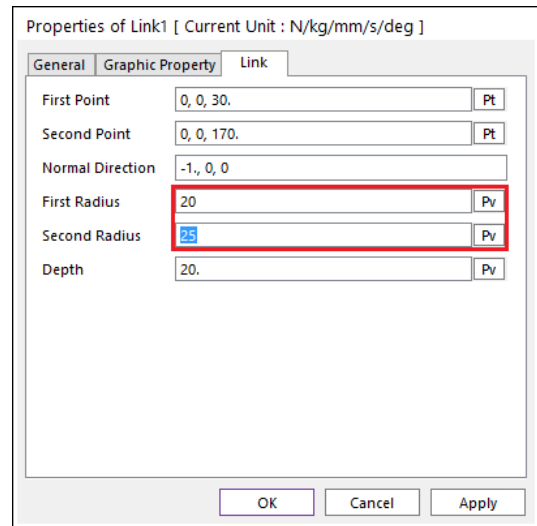 Properties of Link1 [ Current Unit : N/kg/mm/s/deg ]
General Graphic Property Link
First Point 0, 0, 30. Pt
Second Point 0, 0, 170. Pt
Normal Direction -1., 0, 0
First Radius 20 Pv
Second Radius 25 Pv
Depth 20. Pv
OK Cancel Apply